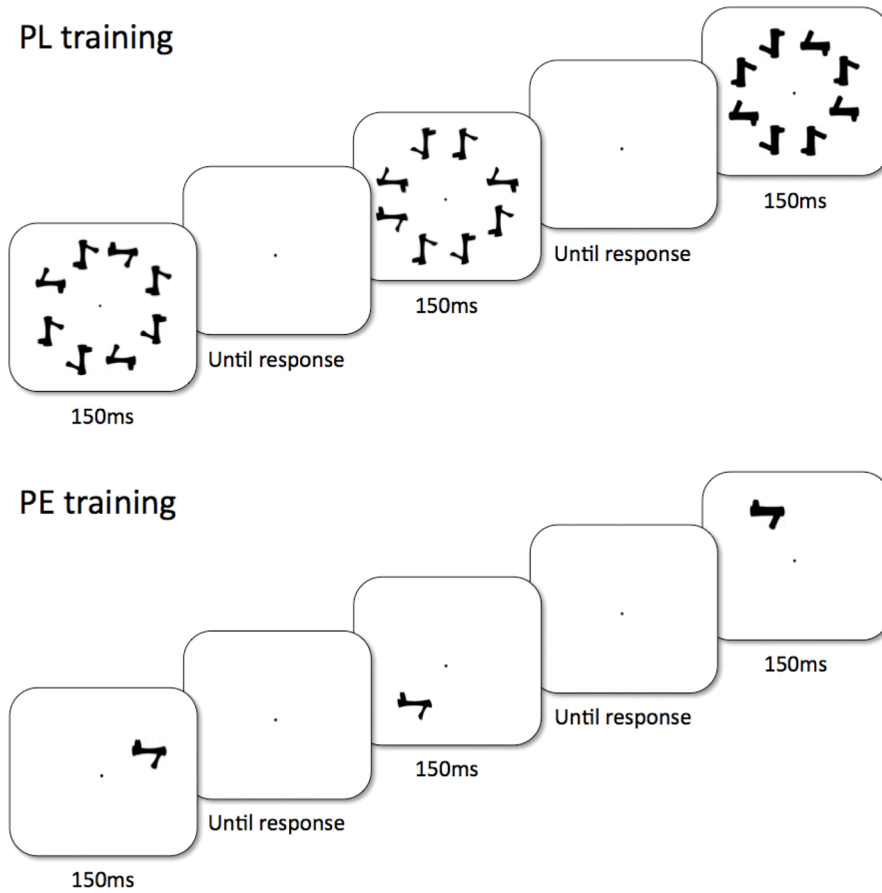 PL training
150ms
Until response
150ms
Until response
150ms
PE training
150ms
Until response
150ms
Until response
150ms